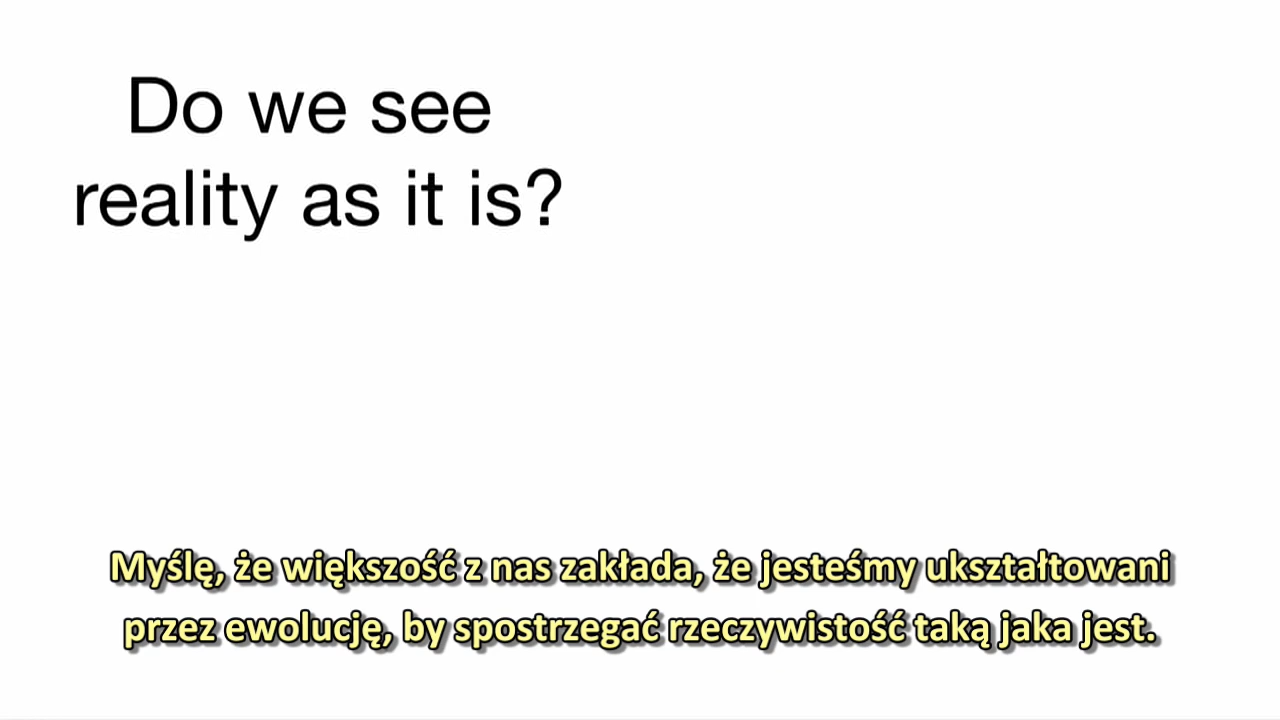 Do we see
reality as it is?
Myślę, że większość z nas zakłada, że jesteśmy ukształtowani
przez ewolucję, by spostrzegać rzeczywistość taką jaka jest.